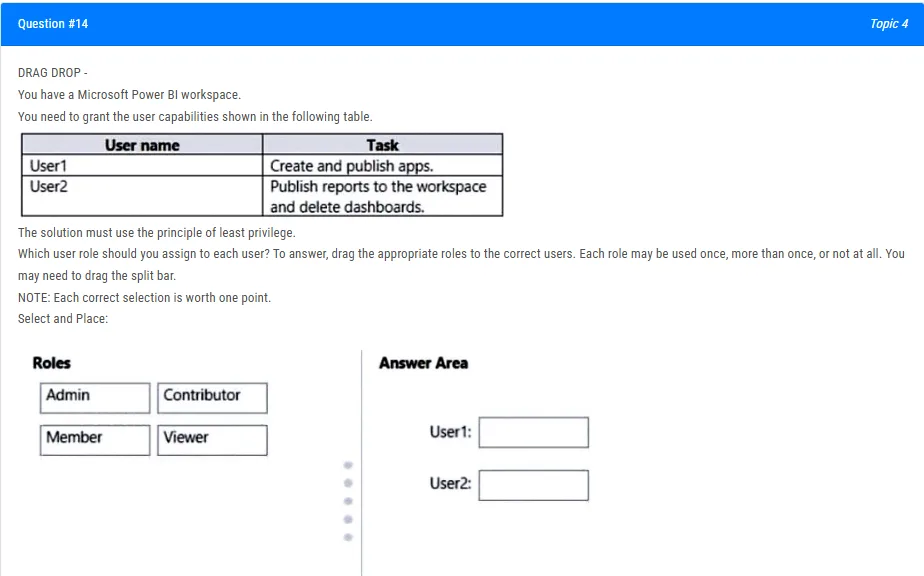 Question #14 Topic 4
DRAG DROP -
You have a Microsoft Power BI workspace.
You need to grant the user capabilities shown in the following table.
User name Task
User1 Create and publish apps.
User2 Publish reports to the workspace
and delete dashboards.
The solution must use the principle of least privilege.
Which user role should you assign to each user? To answer, drag the appropriate roles to the correct users. Each role may be used once, more than once, or not at all. You
may need to drag the split bar.
NOTE: Each correct selection is worth one point.
Select and Place:
Roles Answer Area
Admin Contributor
User1:
Member Viewer
User2: